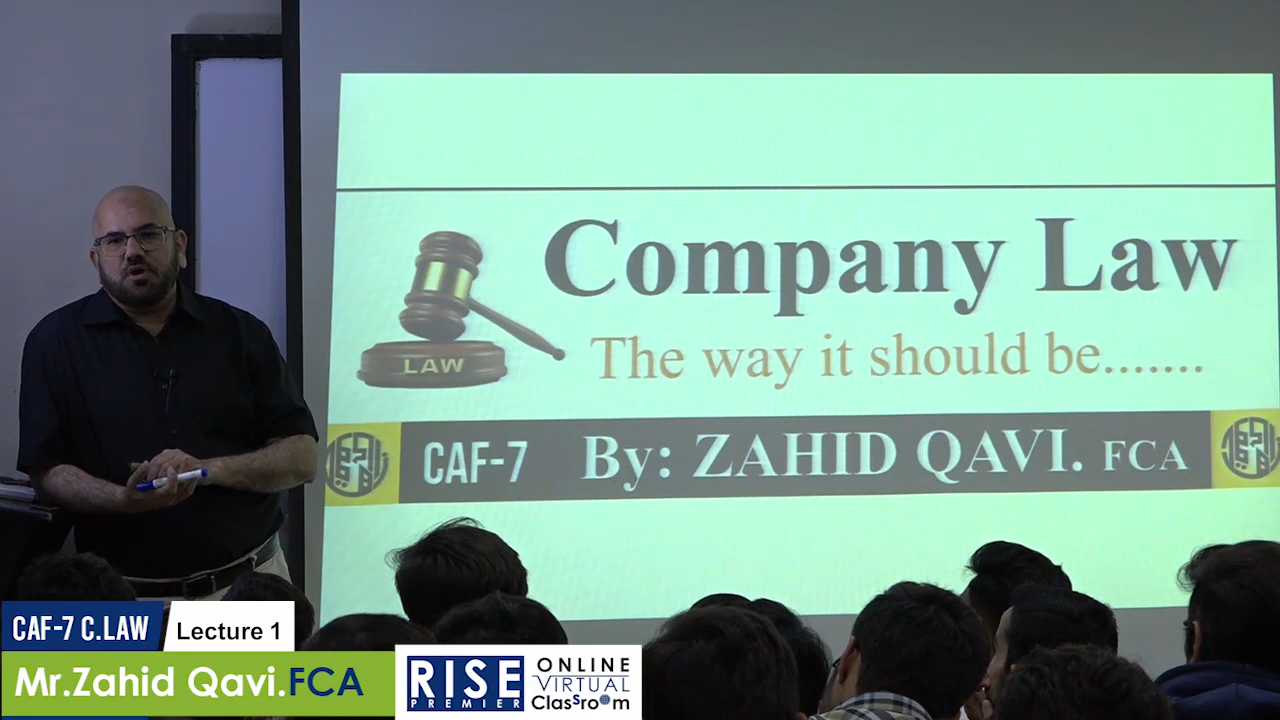 Company Law
The way it should be.......
LAW
CAF-7 By: ZAHID QAVI. FCA
CAF-7 C.LAW Lecture 1
Mr.Zahid Qavi.FCA
RISE
PREMIER
ONLINE
VIRTUAL
Classroom